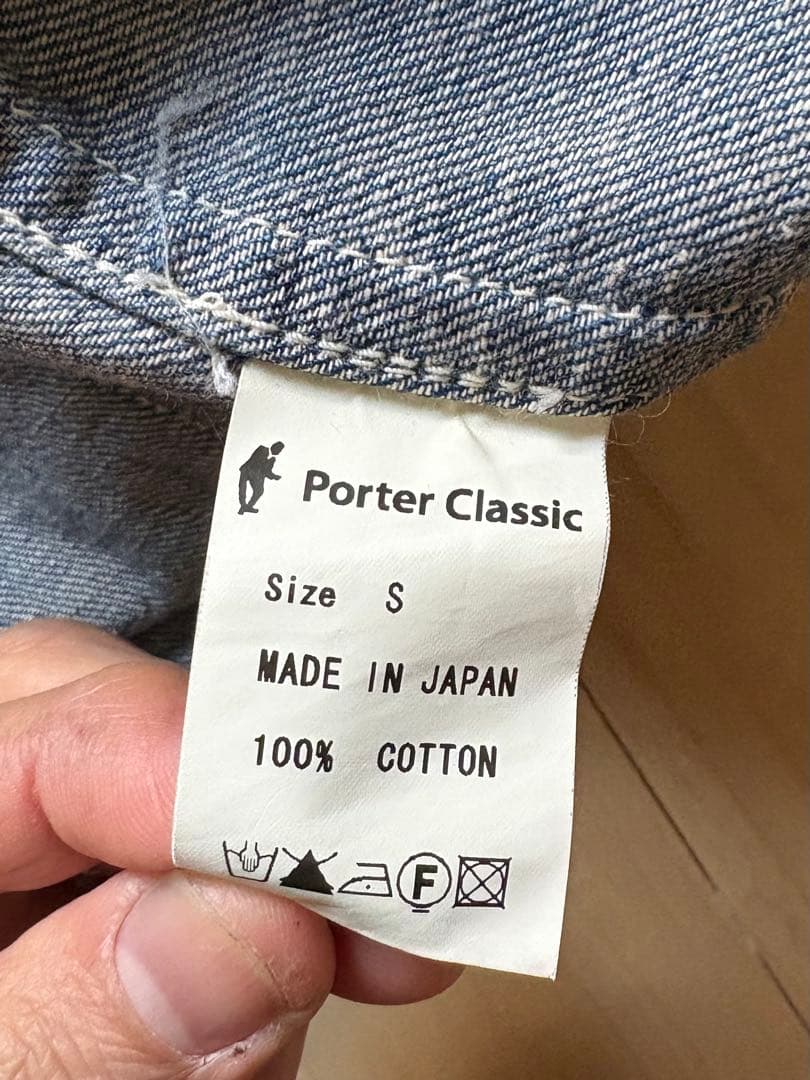 Porter Classic
Size S
MADE IN JAPAN
100% COTTON
F